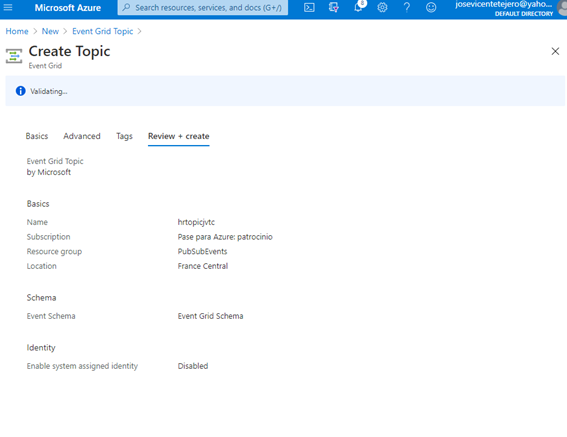 Microsoft Azure
Search resources, services, and docs (G+/)
josevicentetejero@yaho...
DEFAULT DIRECTORY
Home > New > Event Grid Topic >
Create Topic
Event Grid
Validating...
Basics Advanced Tags Review + create
Event Grid Topic
by Microsoft
Basics
Name hrtopicjvtc
Subscription Pase para Azure: patrocinio
Resource group PubSubEvents
Location France Central
Schema
Event Schema Event Grid Schema
Identity
Enable system assigned identity Disabled